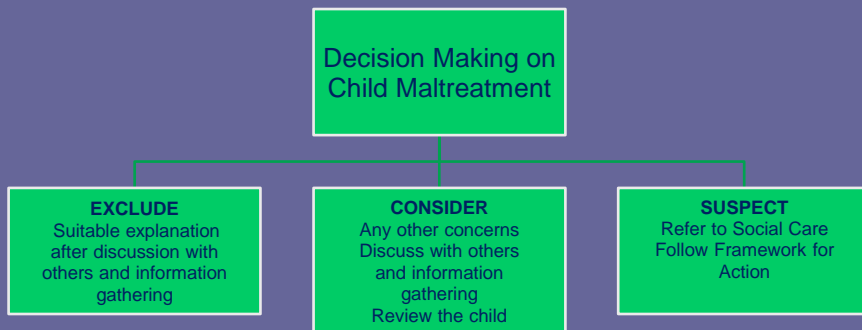 Decision Making on
Child Maltreatment
EXCLUDE
Suitable explanation
after discussion with
others and information
gathering
CONSIDER
Any other concerns
Discuss with others
and information
gathering
Review the child
SUSPECT
Refer to Social Care
Follow Framework for
Action